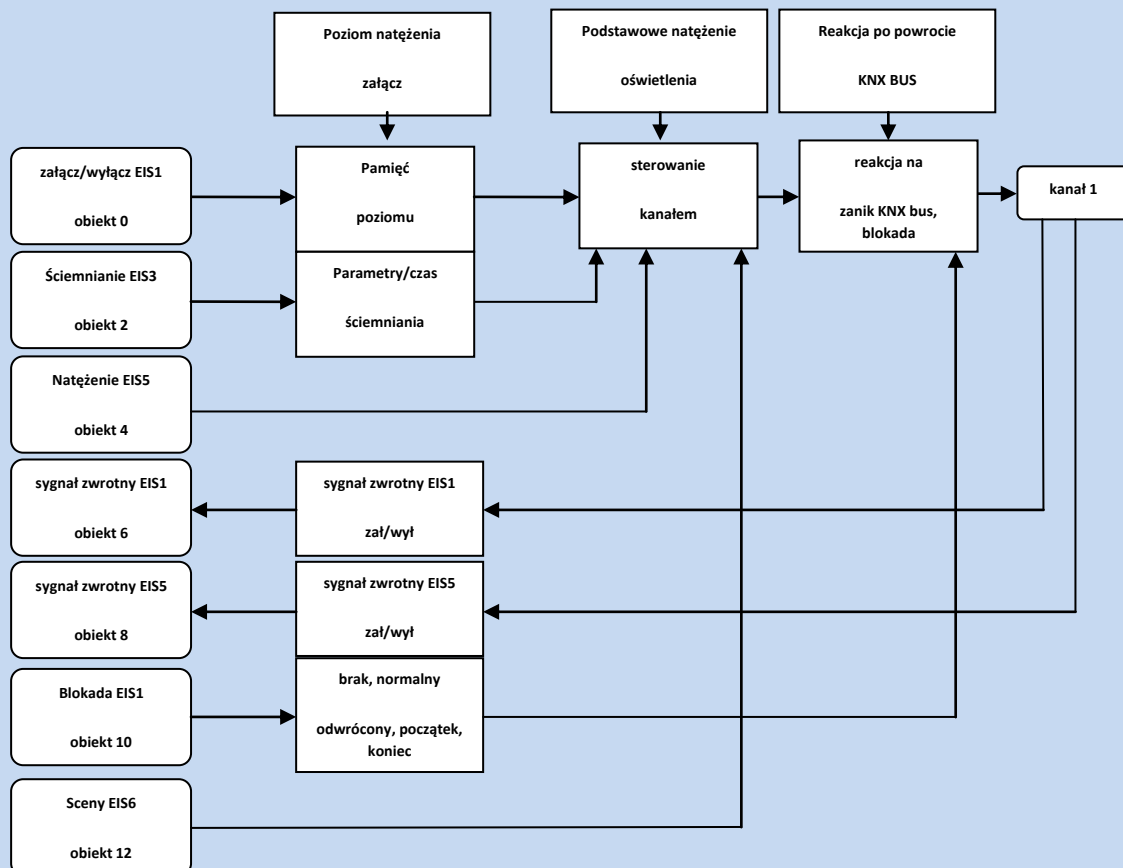 Poziom natężenia
załącz
Podstawowe natężenie
oświetlenia
Reakcja po powrocie
KNX BUS
załącz/wyłącz EIS1
obiekt 0
Pamięć
poziomu
sterowanie
kanałem
reakcja na
zanik KNX bus,
blokada
kanał 1
Ściemnianie EIS3
obiekt 2
Parametry/czas
ściemniania
Natężenie EIS5
obiekt 4
sygnał zwrotny EIS1
obiekt 6
sygnał zwrotny EIS1
zał/wył
sygnał zwrotny EIS5
obiekt 8
sygnał zwrotny EIS5
zał/wył
Blokada EIS1
obiekt 10
brak, normalny
odwrócony, początek,
koniec
Sceny EIS6
obiekt 12